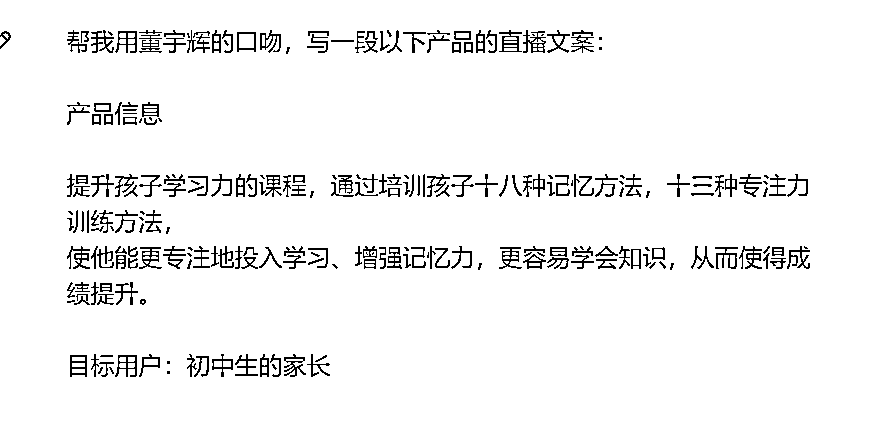 帮我用董宇辉的口吻，写一段以下产品的直播文案：
产品信息
提升孩子学习力的课程，通过培训孩子十八种记忆方法，十三种专注力
训练方法，
使他能更专注地投入学习、增强记忆力，更容易学会知识，从而使得成
绩提升。
目标用户：初中生的家长